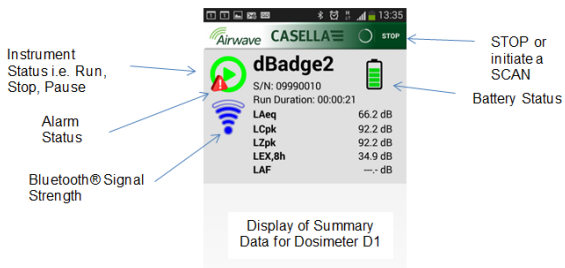 13:35
Airwave CASELLA STOP
Instrument
Status i.e. Run,
Stop, Pause
Alarm
Status
Bluetooth® Signal
Strength
dBadge2
S/N: 09990010
Run Duration: 00:00:21
LAeq 66.2 dB
LCpk 92.2 dB
LZpk 92.2 dB
LEX,8h 34.9 dB
LAF ---.- dB
STOP or
initiate a
SCAN
Battery Status
Display of Summary
Data for Dosimeter D1